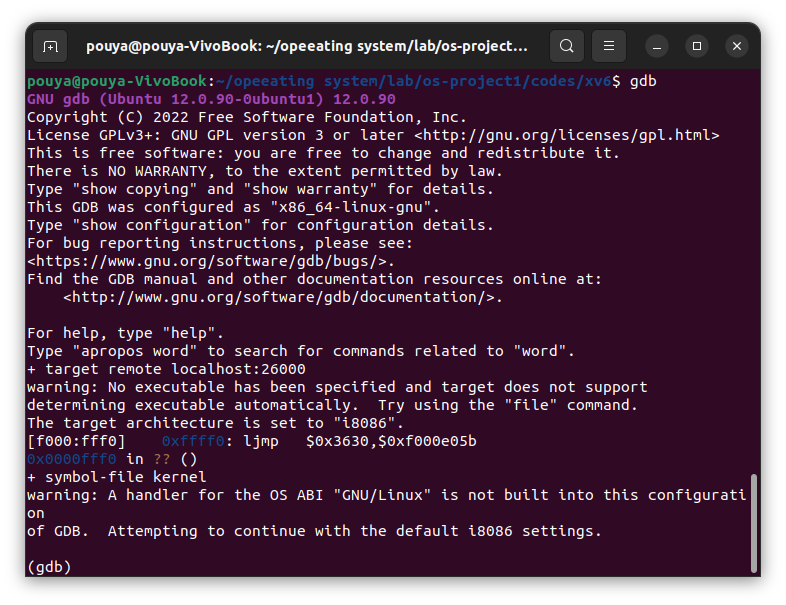 pouya@pouya-VivoBook: ~/opeeating system/lab/os-project...
pouya@pouya-VivoBook:~/opeeating system/lab/os-project1/codes/xv6$ gdb
GNU gdb (Ubuntu 12.0.90-0ubuntu1) 12.0.90
Copyright (C) 2022 Free Software Foundation, Inc.
License GPLv3+: GNU GPL version 3 or later <http://gnu.org/licenses/gpl.html>
This is free software: you are free to change and redistribute it.
There is NO WARRANTY, to the extent permitted by law.
Type "show copying" and "show warranty" for details.
This GDB was configured as "x86_64-linux-gnu".
Type "show configuration" for configuration details.
For bug reporting instructions, please see:
<https://www.gnu.org/software/gdb/bugs/>.
Find the GDB manual and other documentation resources online at:
    <http://www.gnu.org/software/gdb/documentation/>.

For help, type "help".
Type "apropos word" to search for commands related to "word".
+ target remote localhost:26000
warning: No executable has been specified and target does not support
determining executable automatically.  Try using the "file" command.
The target architecture is set to "i8086".
[f000:fff0]    0xffff0: ljmp   $0x3630,$0xf000e05b
0x0000fff0 in ?? ()
+ symbol-file kernel
warning: A handler for the OS ABI "GNU/Linux" is not built into this configurati
on
of GDB.  Attempting to continue with the default i8086 settings.

(gdb)